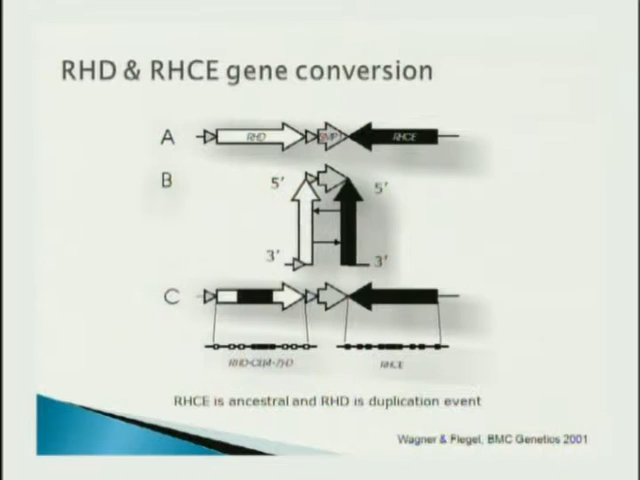 RHD & RHCE gene conversion
A
RHD
RHCE
B
5'
5'
3'
3'
C
RHCE
RHCE is ancestral and RHD is duplication event
Wagner & Flegel, BMC Genetics 2001